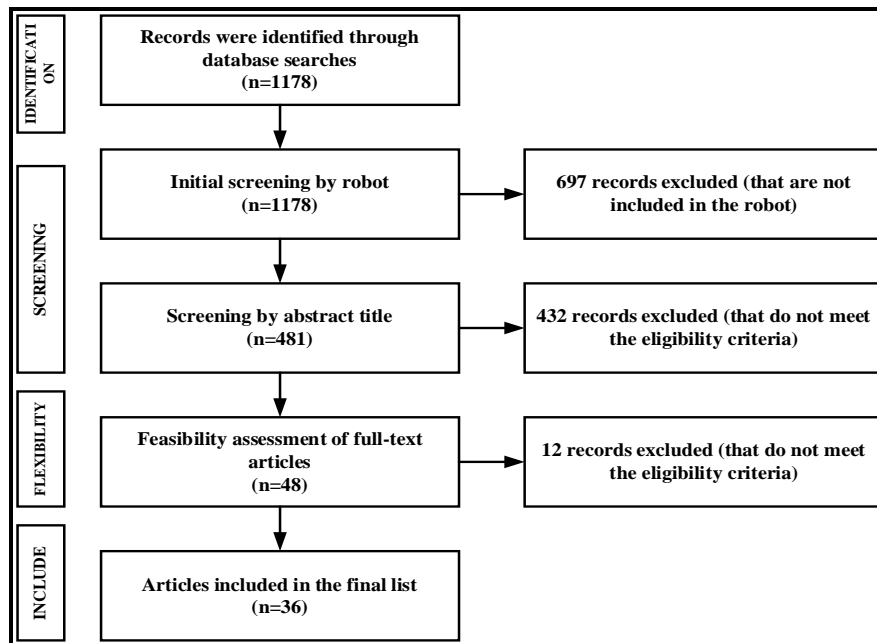 IDENTIFICATI
ON
Records were identified through
database searches
(n=1178)
SCREENING
Initial screening by robot
(n=1178)
697 records excluded (that are not
included in the robot)
Screening by abstract title
(n=481)
432 records excluded (that do not meet
the eligibility criteria)
FLEXIBILITY
Feasibility assessment of full-text
articles
(n=48)
12 records excluded (that do not meet
the eligibility criteria)
INCLUDE
Articles included in the final list
(n=36)